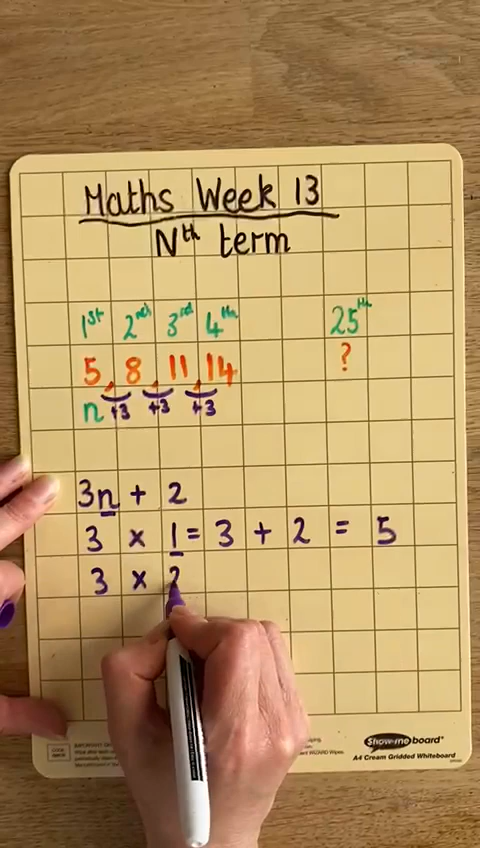 Maths Week 13
Nth term
1st 2nd 3rd 4th 25th
5, 8, 11, 14 ?
n +3 +3 +3
3n + 2
3 x 1 = 3 + 2 = 5
3 x 2
Show-me board®
A4 Cream Gridded Whiteboard